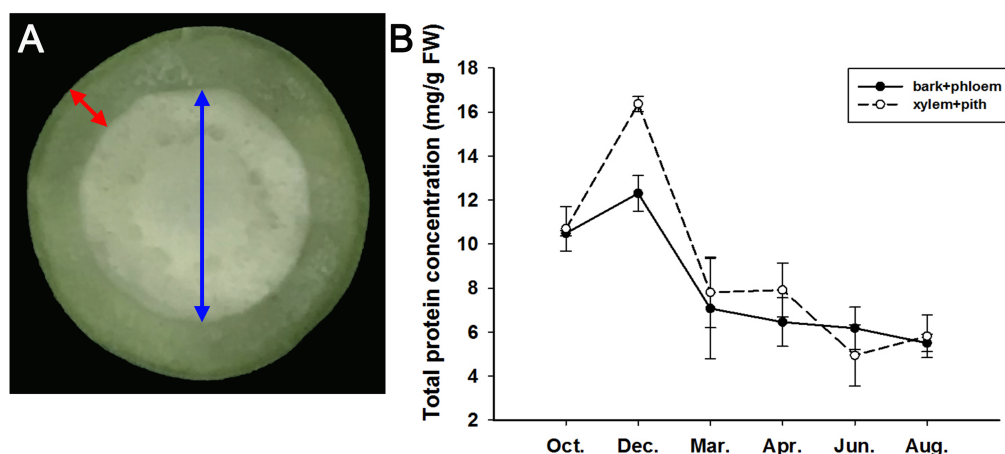 A
B
Total protein concentration (mg/g FW)
18
16
14
12
10
8
6
4
2
bark+phloem
xylem+pith
Oct. Dec. Mar. Apr. Jun. Aug.